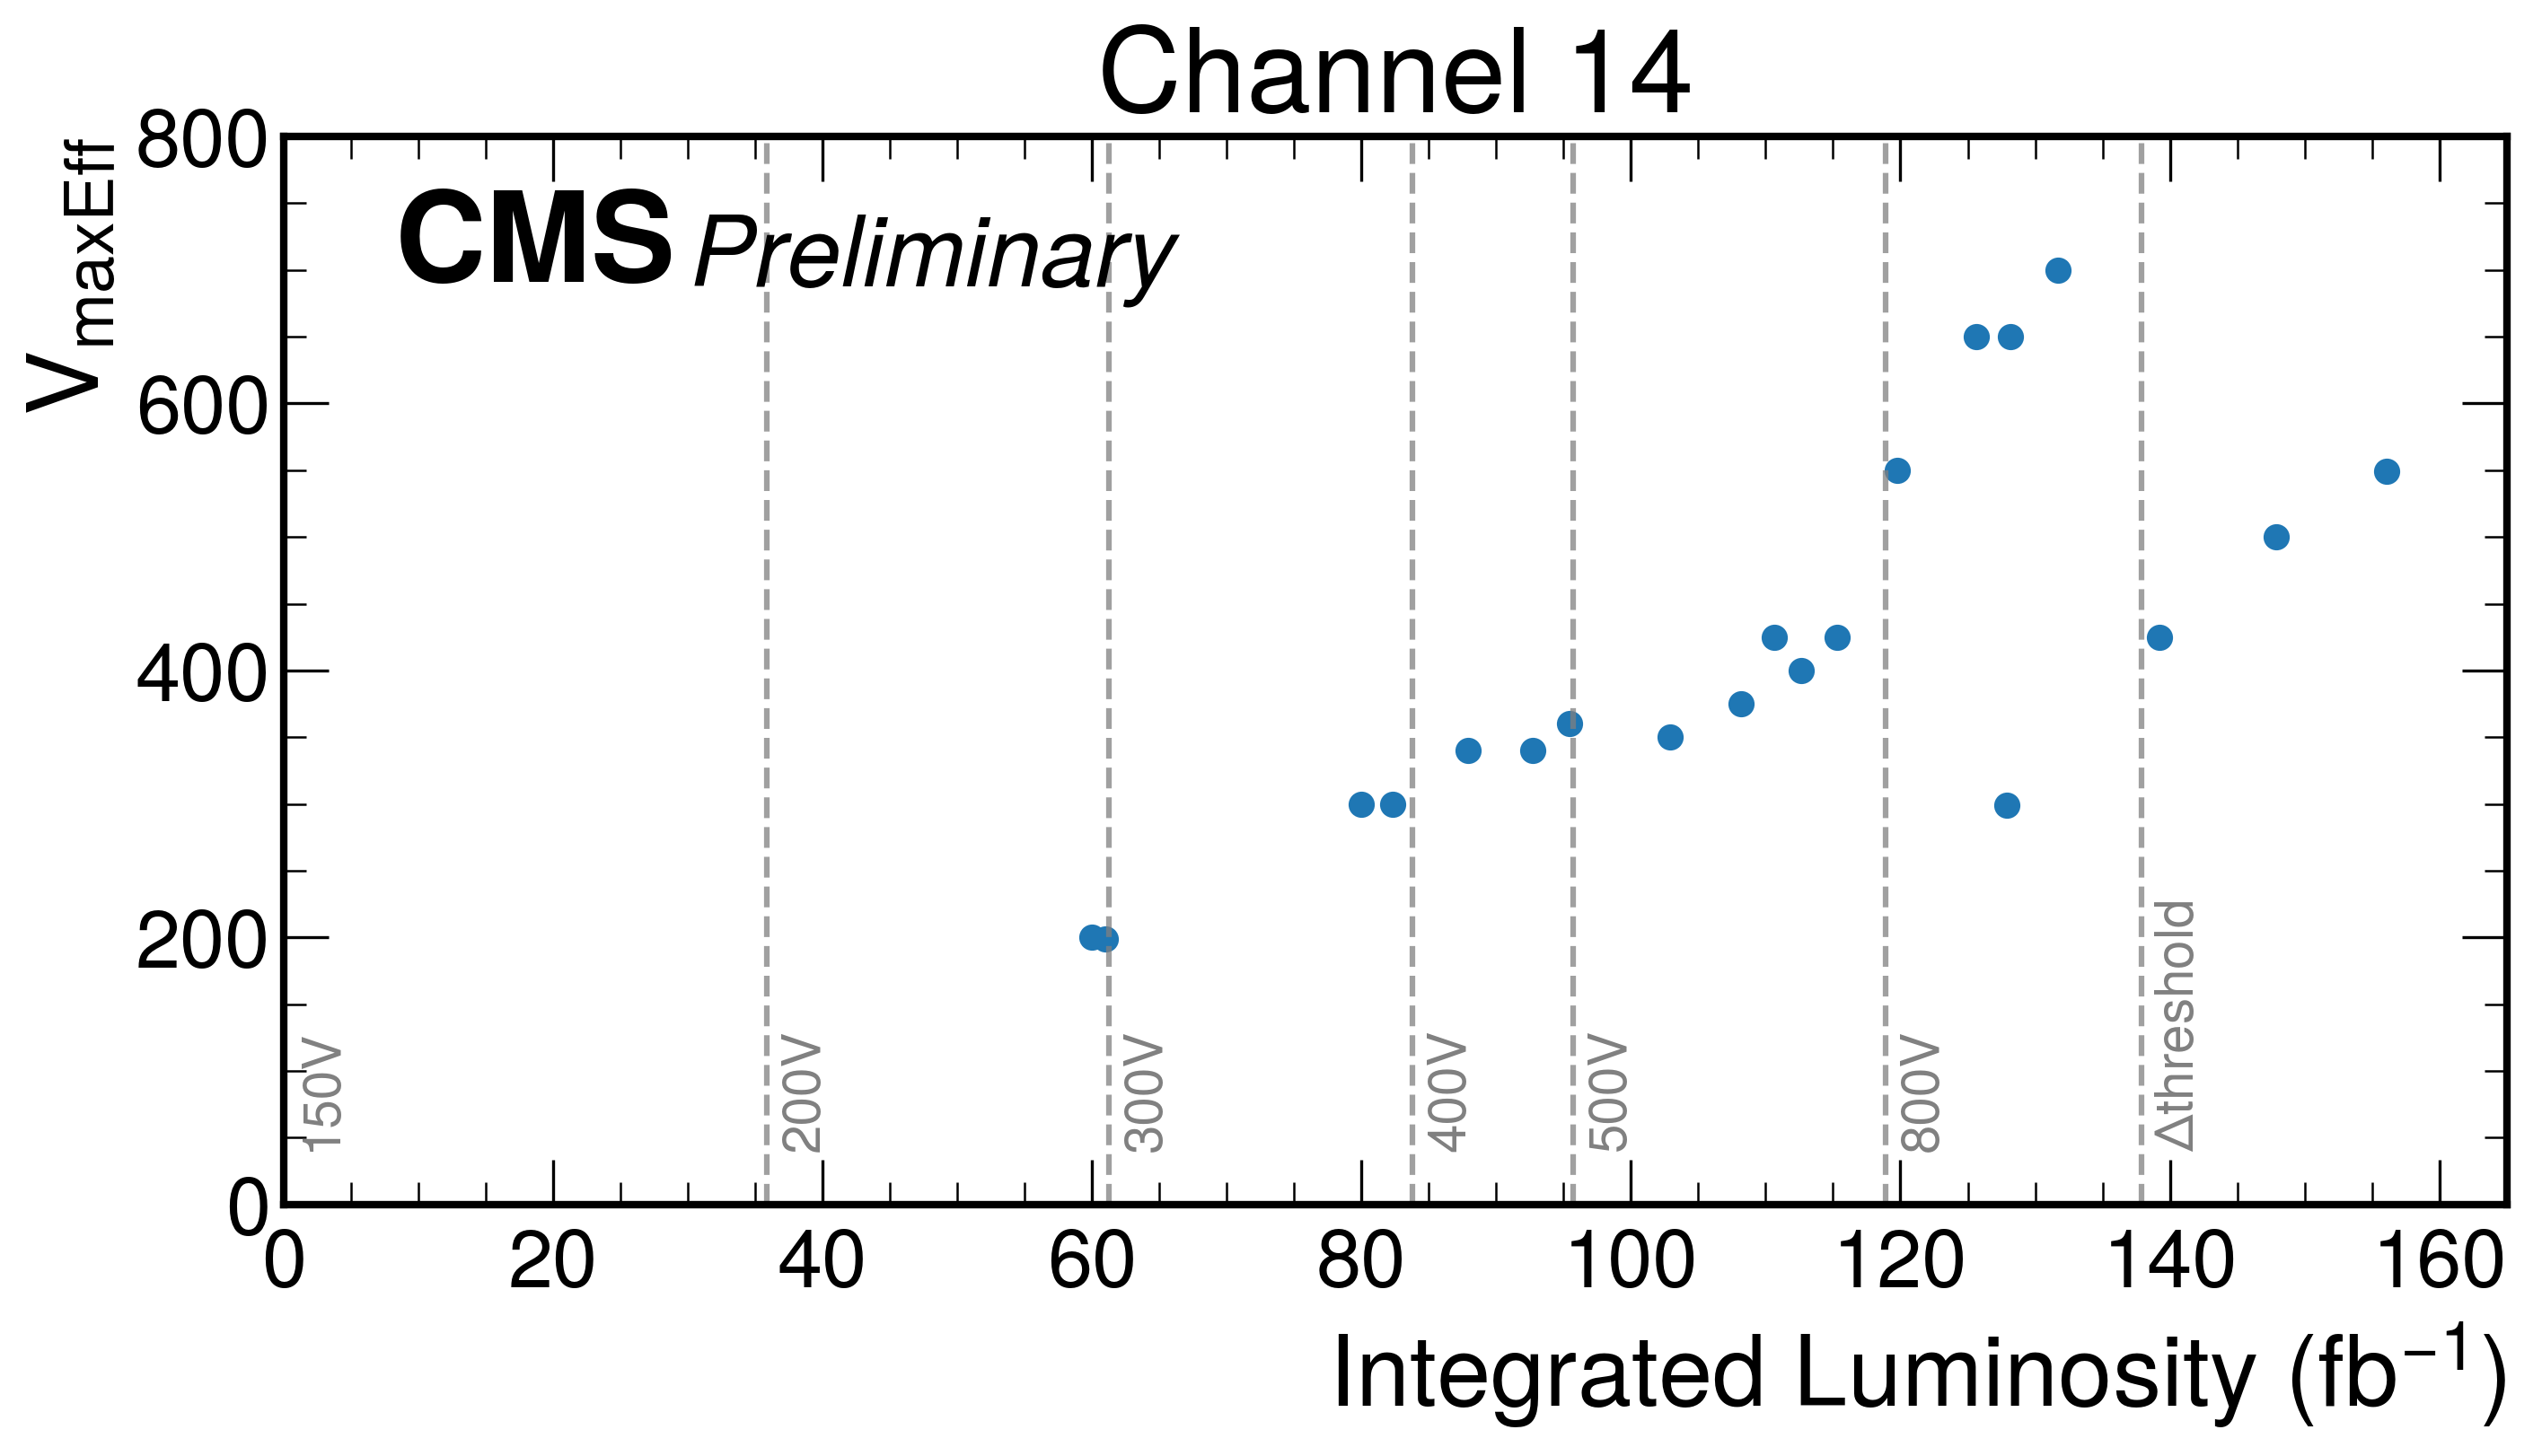 Channel 14
V_maxEff
CMS Preliminary
800
600
400
200
0
150V
200V
300V
400V
500V
800V
Δthreshold
0 20 40 60 80 100 120 140 160
Integrated Luminosity (fb⁻¹)